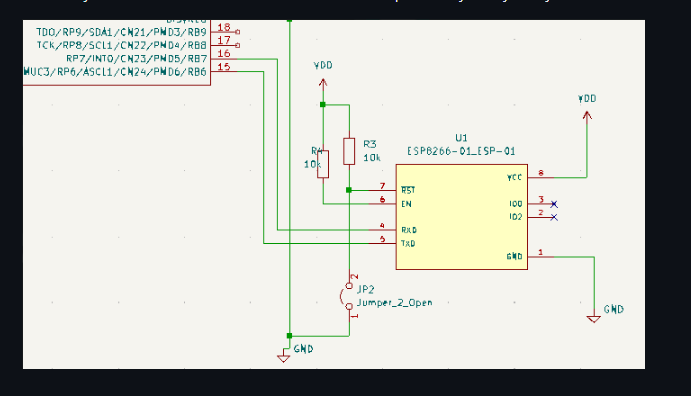 TDO/RP9/SDA1/CN21/PMD3/RB9
18
TCK/RP8/SCL1/CN22/PMD4/RB8
17
RP7/INT0/CN23/PMD5/RB7
16
MUC3/RP6/ASCL1/CN24/PMD6/RB6
15
VDD
VDD
R4
10k
R3
10k
U1
ESP8266-01_ESP-01
7
RST
6
EN
4
RXD
5
TXD
VCC
8
IO0
3
IO2
2
GND
1
2
JP2
Jumper_2_Open
1
GND
GND